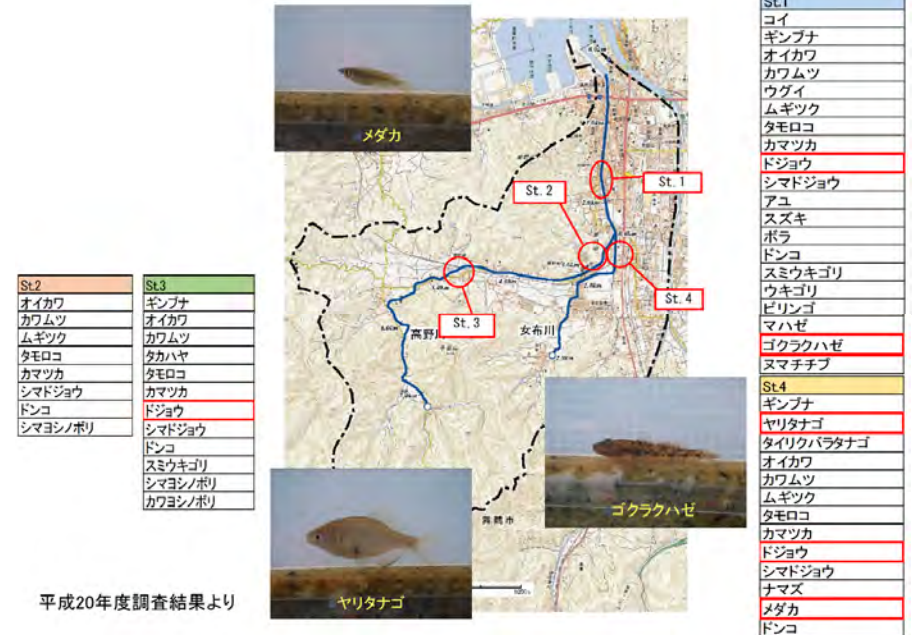 St.1
コイ
ギンブナ
オイカワ
カワムツ
ウグイ
ムギツク
タモロコ
カマツカ
ドジョウ
シマドジョウ
アユ
スズキ
ボラ
ドンコ
スミウキゴリ
ウキゴリ
ビリンゴ
マハゼ
ゴクラクハゼ
ヌマチチブ
St.4
ギンブナ
ヤリタナゴ
タイリクバラタナゴ
オイカワ
カワムツ
ムギツク
タモロコ
カマツカ
ドジョウ
シマドジョウ
ナマズ
メダカ
ドンコ
メダカ
St. 1
St. 2
St. 4
St. 3
女布川
ゴクラクハゼ
ヤリタナゴ
St.2
オイカワ
カワムツ
ムギツク
タモロコ
カマツカ
シマドジョウ
ドンコ
シマヨシノボリ
St.3
ギンブナ
オイカワ
カワムツ
タカハヤ
タモロコ
カマツカ
ドジョウ
シマドジョウ
ドンコ
スミウキゴリ
シマヨシノボリ
カワヨシノボリ
平成20年度調査結果より